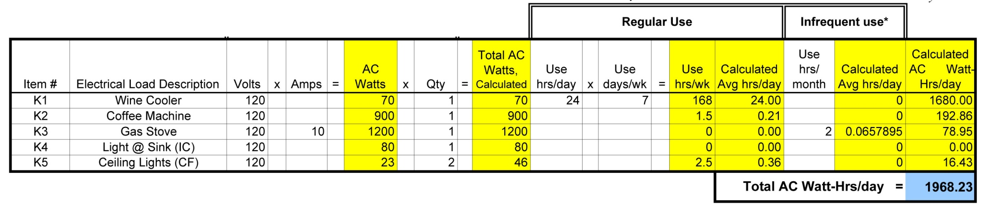 Regular Use Infrequent use*
Item # Electrical Load Description Volts x Amps = AC Watts x Qty = Total AC Watts, Calculated Use hrs/day x Use days/wk = Use hrs/wk Calculated Avg hrs/day Use hrs/ month Calculated Avg hrs/day Calculated AC Watt-Hrs/day
K1 Wine Cooler 120 70 1 70 24 7 168 24.00 0 1680.00
K2 Coffee Machine 120 900 1 900 1.5 0.21 0 192.86
K3 Gas Stove 120 10 1200 1 1200 0 0.00 2 0.0657895 78.95
K4 Light @ Sink (IC) 120 80 1 80 0 0.00 0 0.00
K5 Ceiling Lights (CF) 120 23 2 46 2.5 0.36 0 16.43
Total AC Watt-Hrs/day = 1968.23